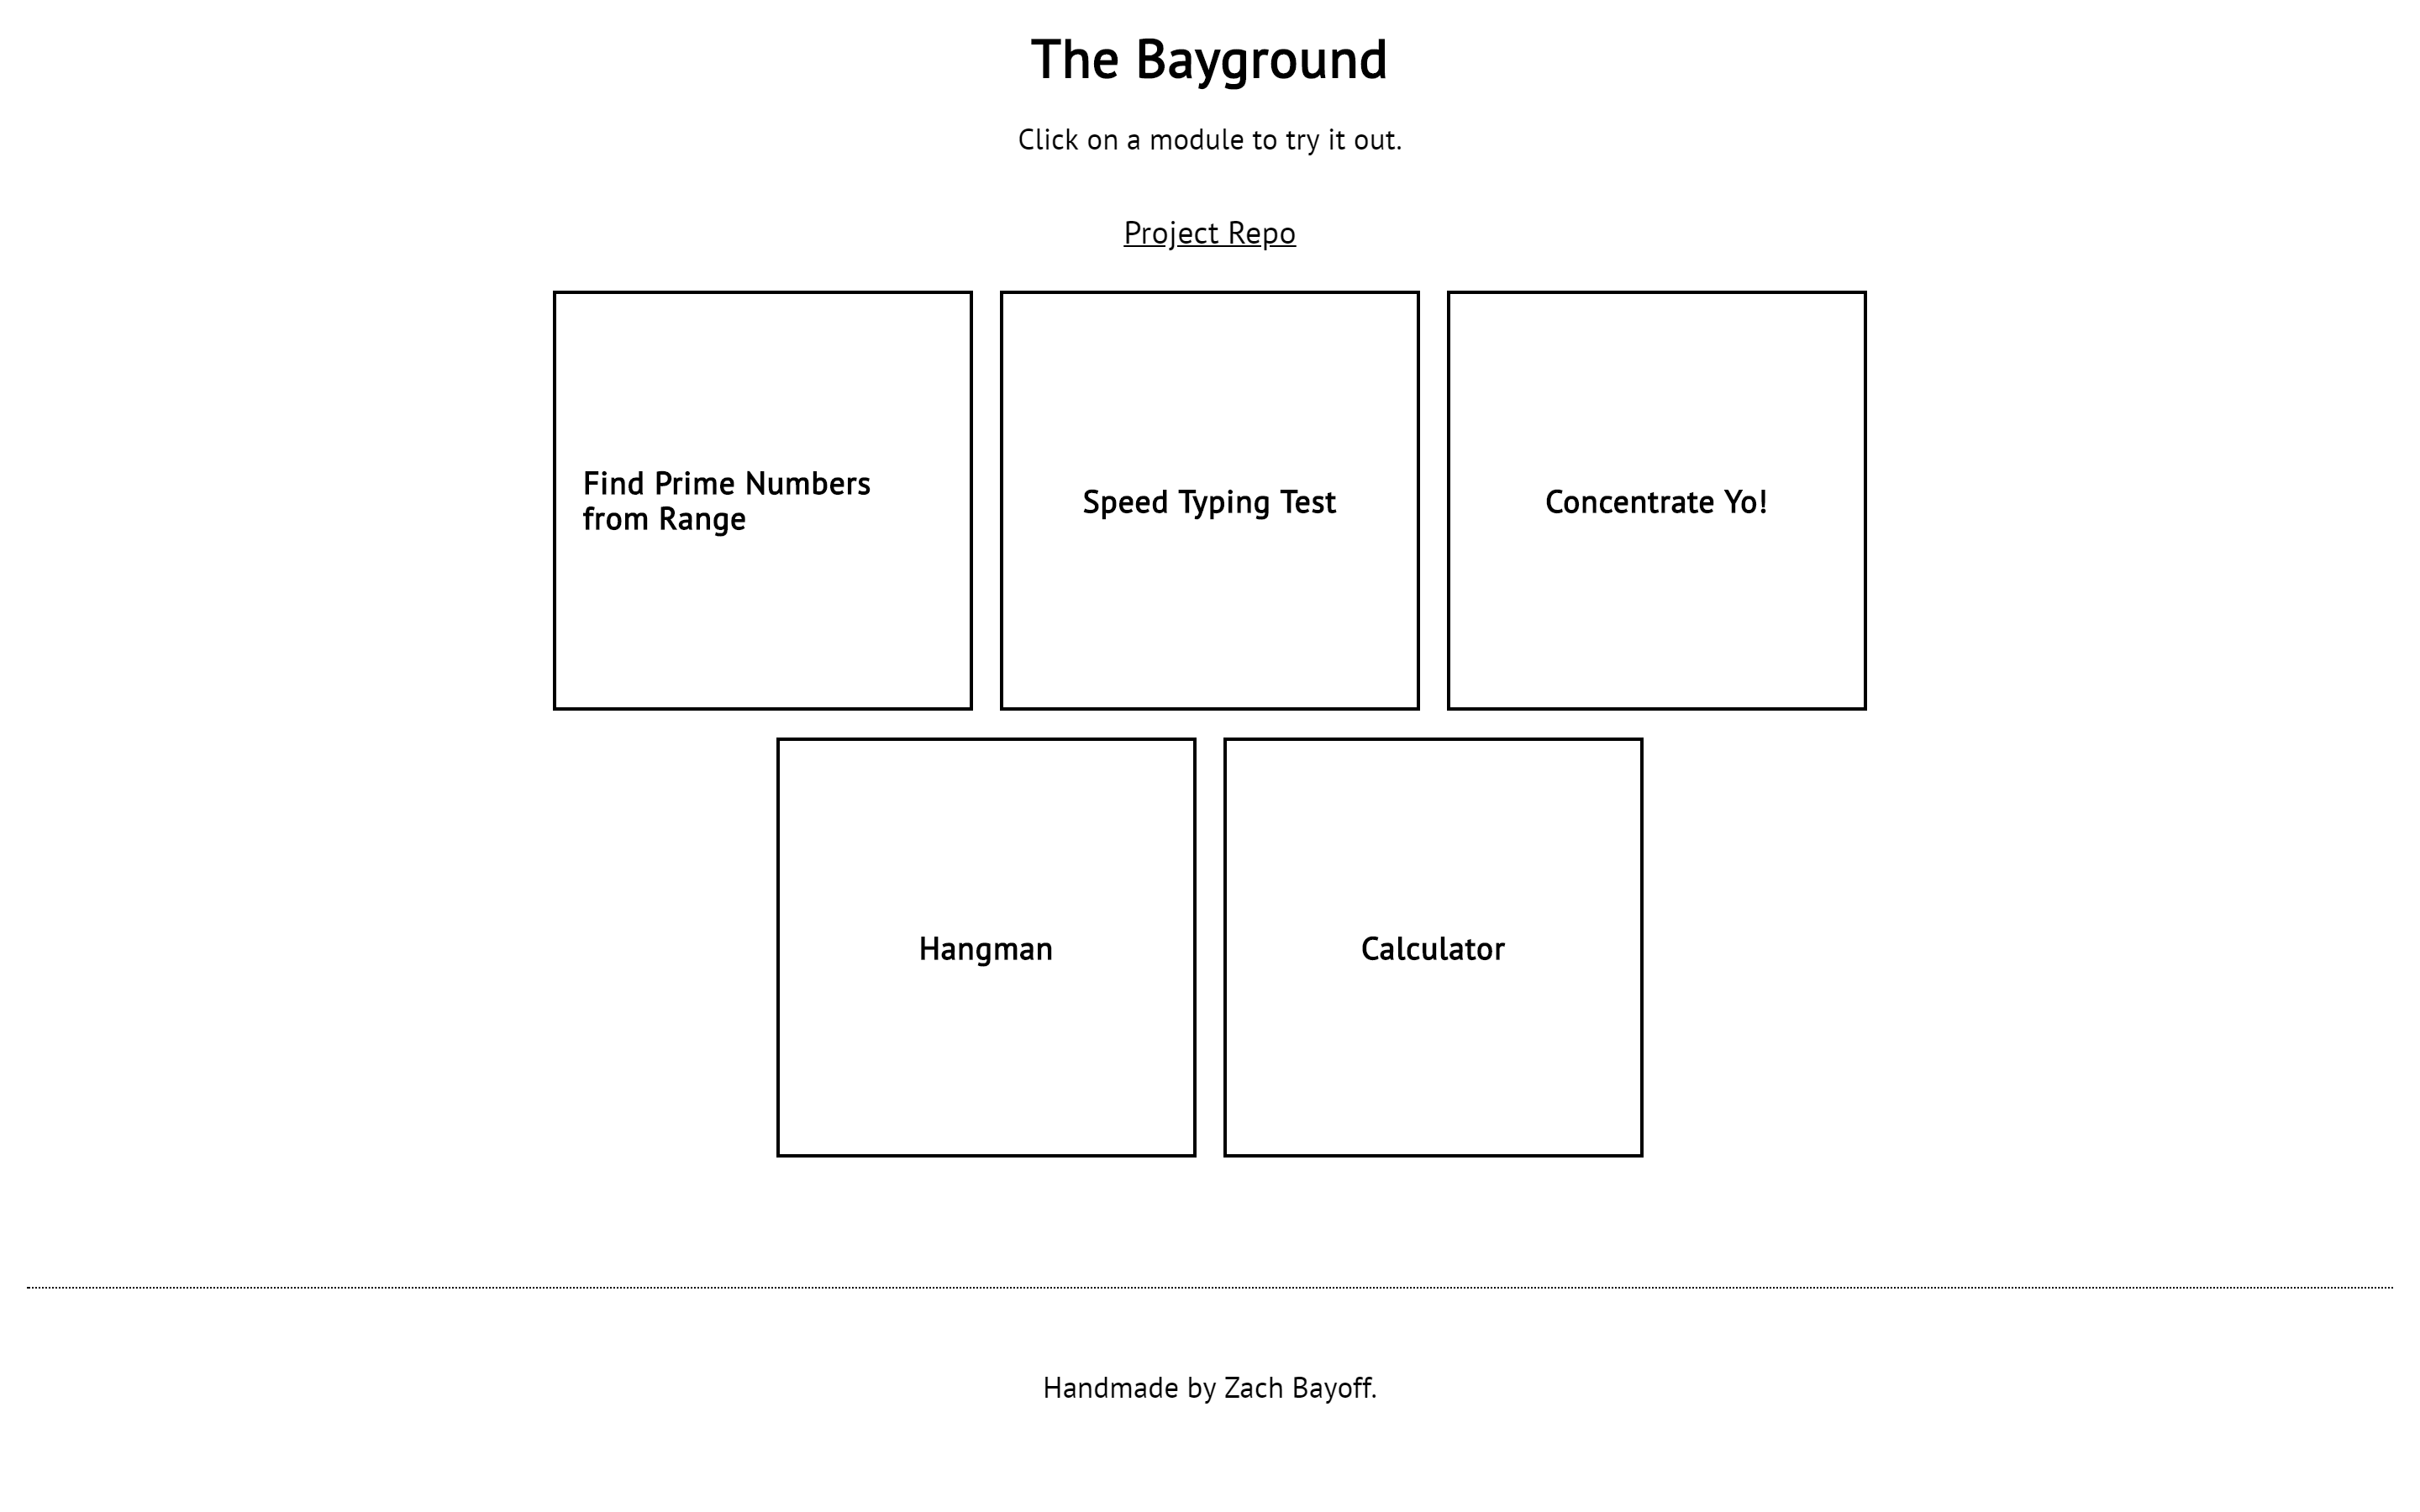 The Bayground
Click on a module to try it out.
Project Repo
Find Prime Numbers
from Range
Speed Typing Test
Concentrate Yo!
Hangman
Calculator
Handmade by Zach Bayoff.